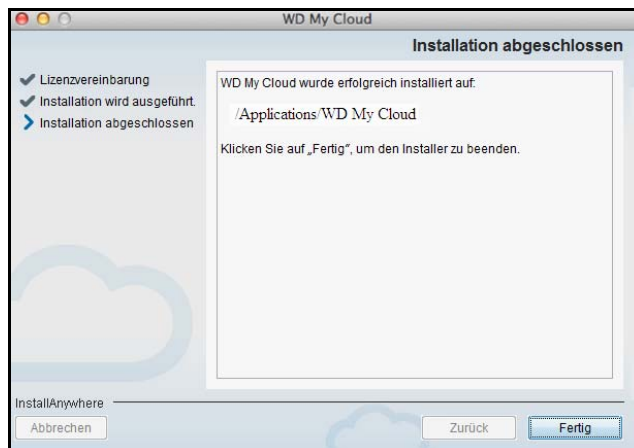 WD My Cloud
Installation abgeschlossen
Lizenzvereinbarung
Installation wird ausgeführt.
Installation abgeschlossen
WD My Cloud wurde erfolgreich installiert auf:
/Applications/WD My Cloud
Klicken Sie auf „Fertig“, um den Installer zu beenden.
InstallAnywhere
Abbrechen
Zurück
Fertig